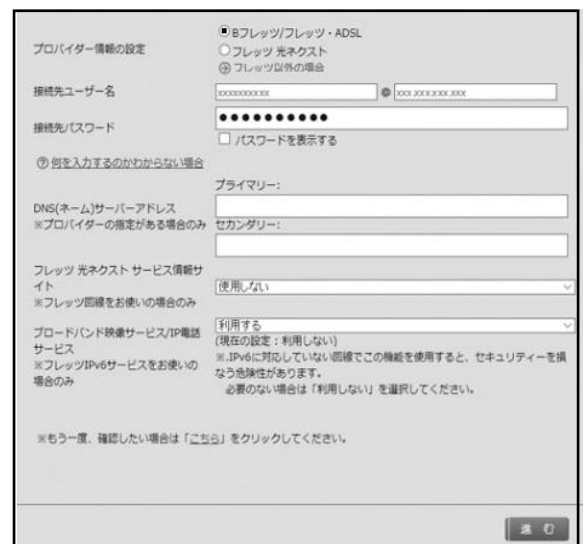 プロバイダー情報の設定
Bフレッツ/フレッツ・ADSL
フレッツ 光ネクスト
フレッツ以外の場合
接続先ユーザー名
xxxxxxxxxx @ xxx.xxx.xxx.xxx
接続先パスワード
●●●●●●●●●●
パスワードを表示する
何を入力するのかわからない場合
DNS(ネーム)サーバーアドレス
※プロバイダーの指定がある場合のみ
プライマリー:
セカンダリー:
フレッツ 光ネクスト サービス情報サ
イト
※フレッツ回線をお使いの場合のみ
使用しない
ブロードバンド映像サービス/IP電話
サービス
※フレッツIPv6サービスをお使いの
場合のみ
利用する
(現在の設定:利用しない)
※.IPv6に対応していない回線でこの機能を使用すると、セキュリティーを損
なう危険性があります。
必要のない場合は「利用しない」を選択してください。
※もう一度、確認したい場合は「こちら」をクリックしてください。
進 む